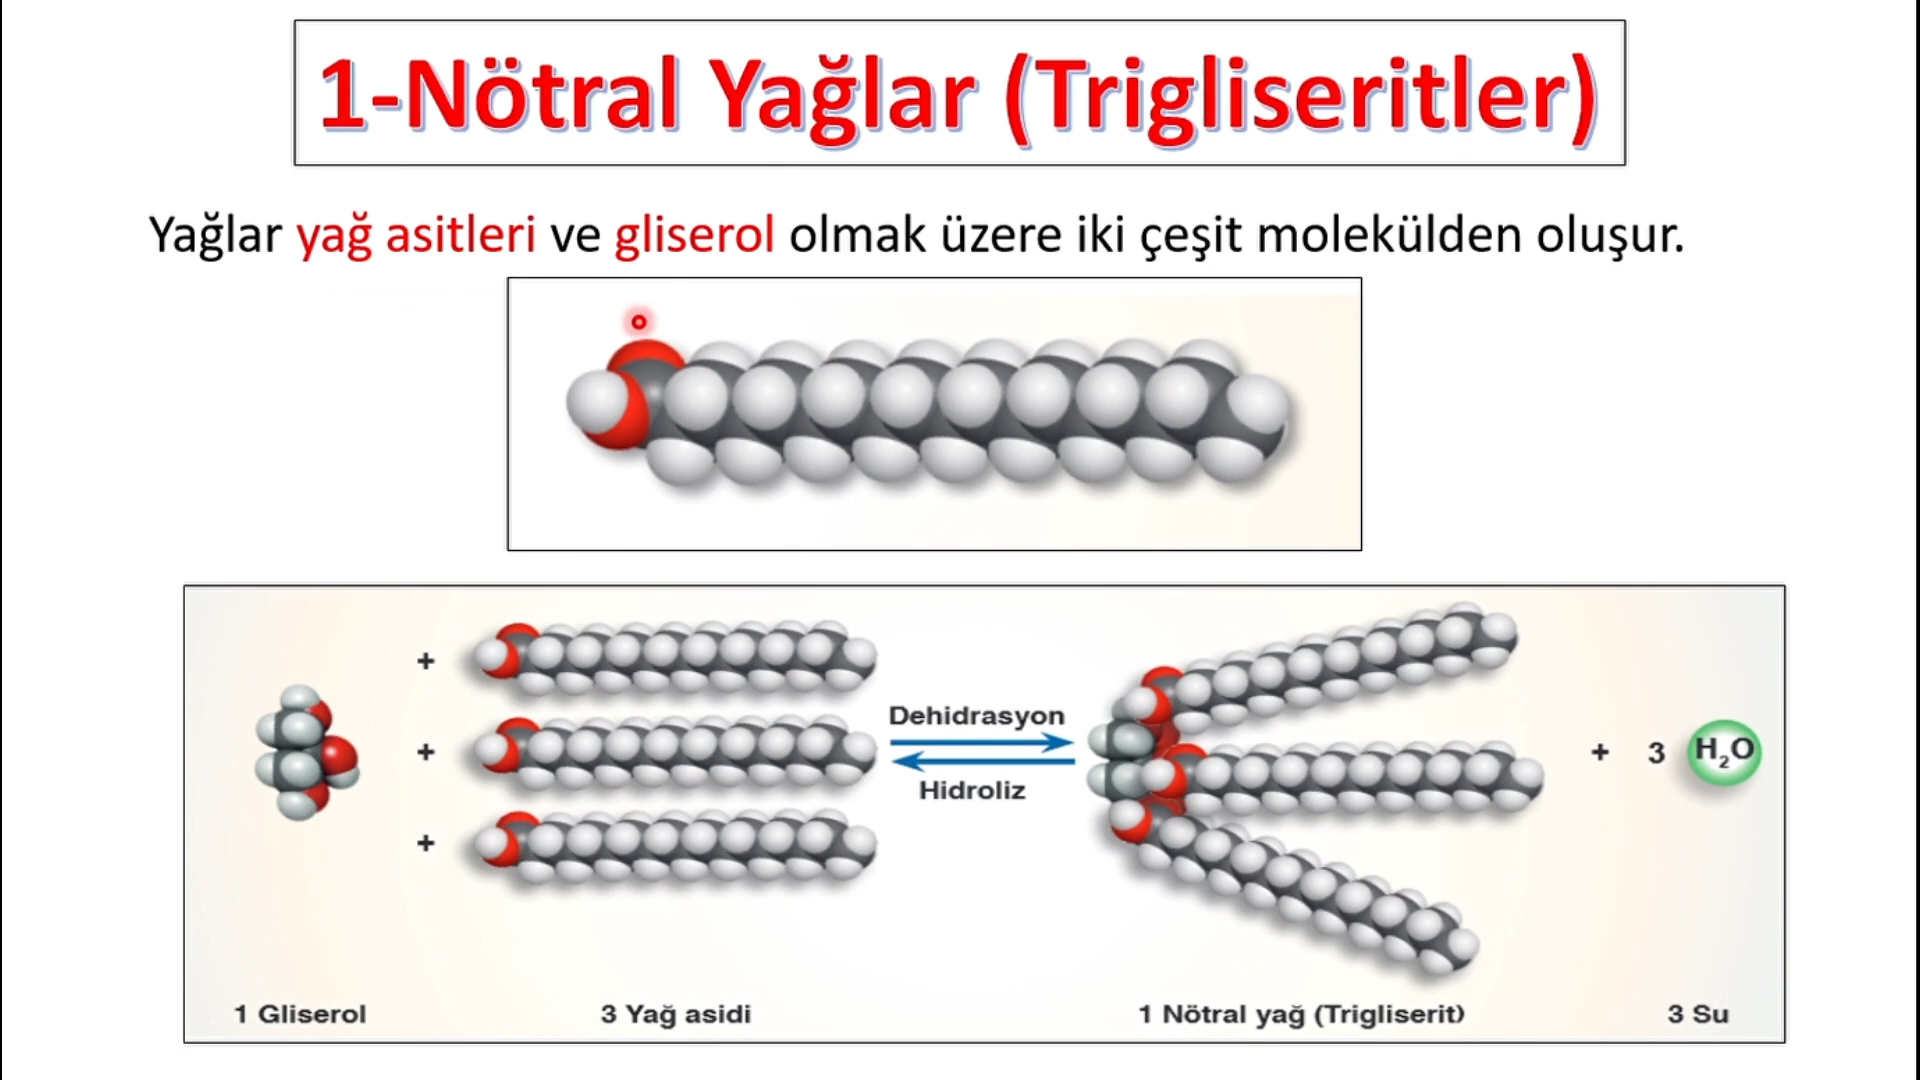 1-Nötral Yağlar (Trigliseritler)
Yağlar yağ asitleri ve gliserol olmak üzere iki çeşit molekülden oluşur.
+
+
+
Dehidrasyon
Hidroliz
+ 3 H₂O
1 Gliserol
3 Yağ asidi
1 Nötral yağ (Trigliserit)
3 Su